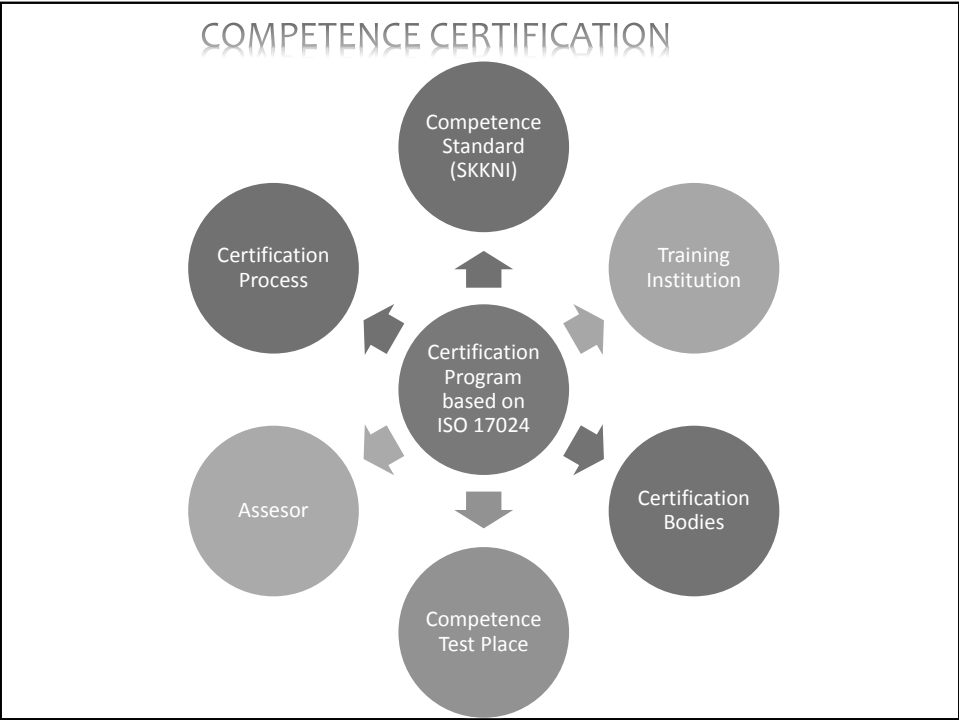 COMPETENCE CERTIFICATION
Competence
Standard
(SKKNI)
Training
Institution
Certification
Bodies
Competence
Test Place
Assesor
Certification
Process
Certification
Program
based on
ISO 17024